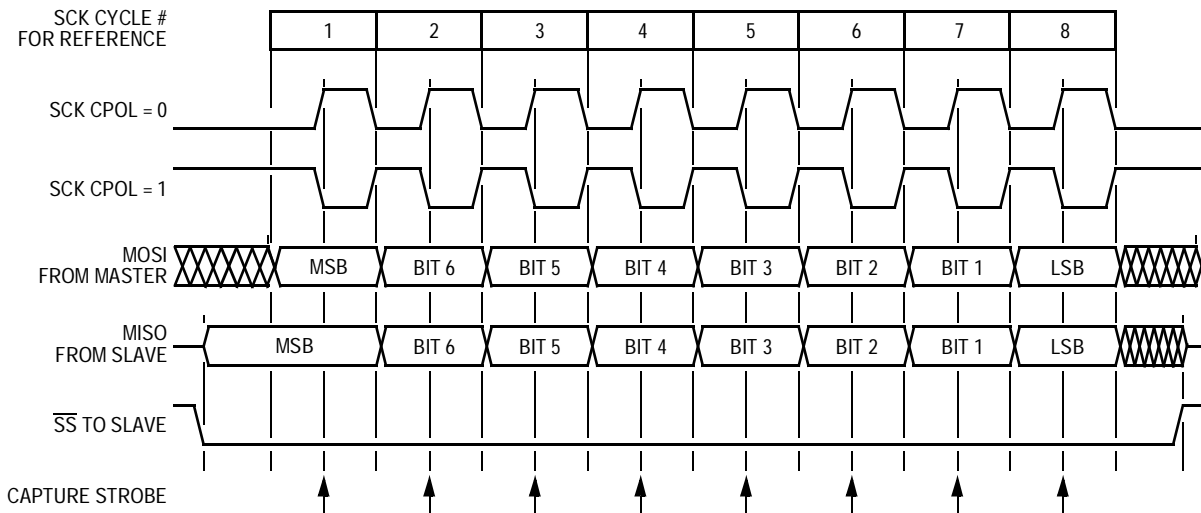 SCK CYCLE #
FOR REFERENCE
1 2 3 4 5 6 7 8
SCK CPOL = 0
SCK CPOL = 1
MOSI
FROM MASTER
MSB BIT 6 BIT 5 BIT 4 BIT 3 BIT 2 BIT 1 LSB
MISO
FROM SLAVE
MSB BIT 6 BIT 5 BIT 4 BIT 3 BIT 2 BIT 1 LSB
S̅S̅ TO SLAVE
CAPTURE STROBE